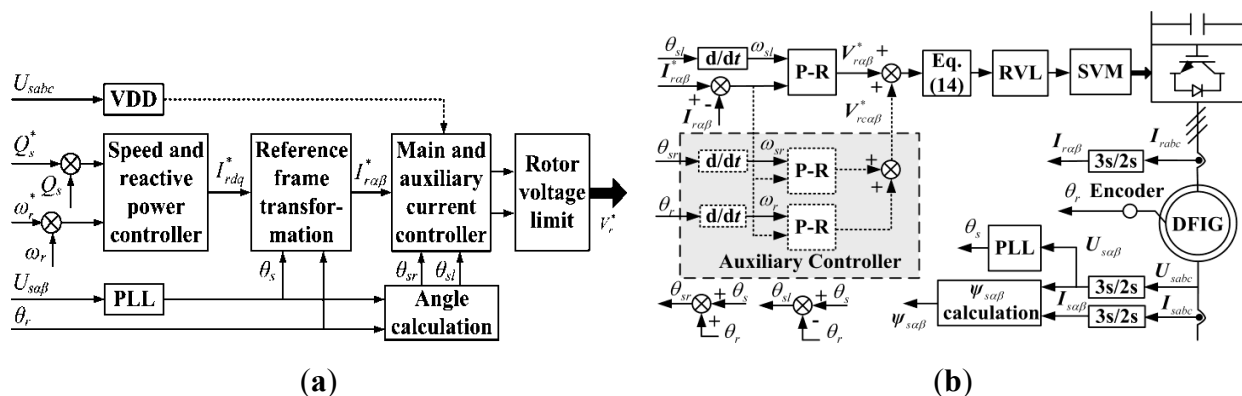 U_sabc
VDD
Q_s^*
Q_s
ω_r^*
ω_r
Speed and
reactive
power
controller
I_rdq^*
Reference
frame
transfor-
mation
I_rαβ^*
Main and
auxiliary
current
controller
Rotor
voltage
limit
V_r^*
θ_s
θ_sr
θ_sl
U_sαβ
PLL
θ_r
Angle
calculation
(a)
θ_sl
d/dt
ω_sl
I_rαβ^*
+
-
I_rαβ
P-R
V_rαβ^*
+
+
V_rcαβ^*
Eq.
(14)
RVL
SVM
θ_sr
d/dt
ω_sr
P-R
+
+
θ_r
d/dt
ω_r
P-R
Auxiliary Controller
I_rαβ
3s/2s
I_rabc
θ_r
Encoder
DFIG
θ_s
PLL
U_sαβ
U_sabc
3s/2s
ψ_sαβ
calculation
I_sαβ
3s/2s
I_sabc
ψ_sαβ
θ_sr
+
θ_s
+
θ_r
θ_sl
+
θ_s
-
θ_r
(b)